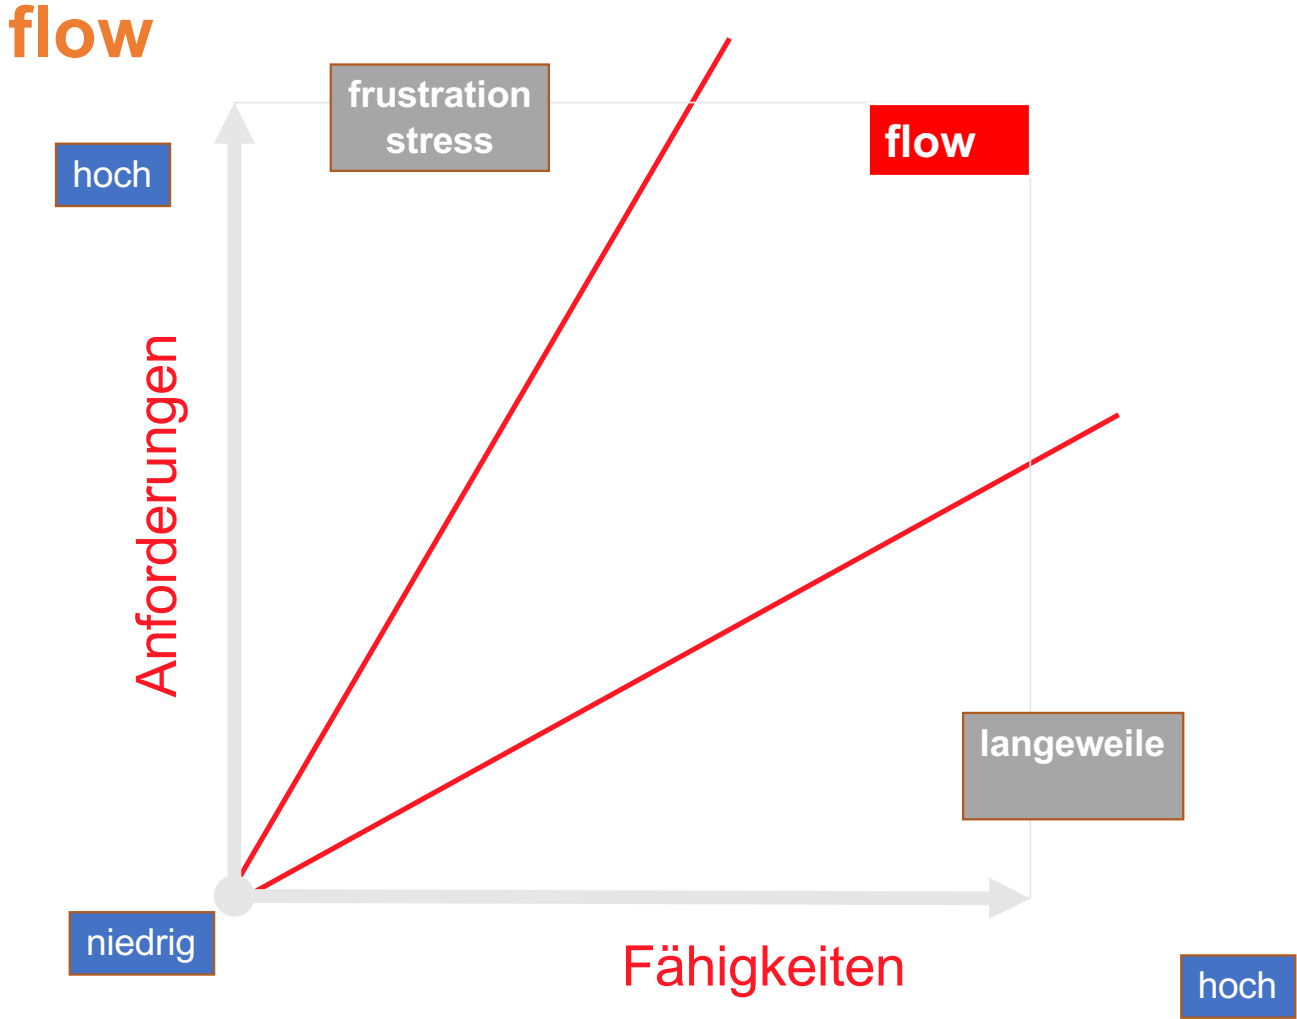 flow
frustration
stress
flow
hoch
Anforderungen
langeweile
niedrig
Fähigkeiten
hoch